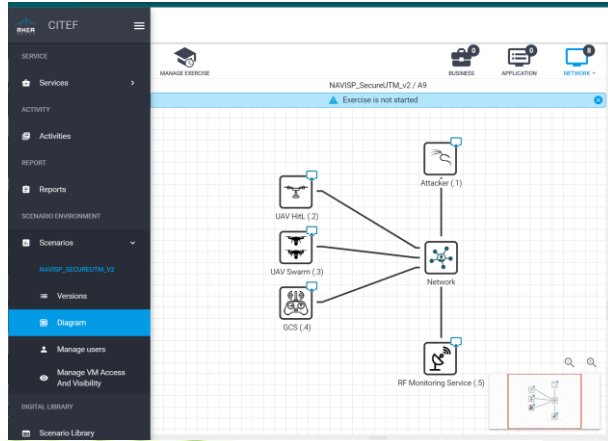 RHEA
CITEF
SERVICE
Services
ACTIVITY
Activities
REPORT
Reports
SCENARIO ENVIRONMENT
Scenarios
NAVISP_SECUREUTM_V2
Versions
Diagram
Manage users
Manage VM Access
And Visibility
DIGITAL LIBRARY
Scenario Library
MANAGE EXERCISE
0
BUSINESS
0
APPLICATION
8
NETWORK
NAVISP_SecureUTM_v2 / A9
Exercise is not started
Attacker (.1)
UAV HitL (.2)
UAV Swarm (.3)
GCS (.4)
Network
RF Monitoring Service (.5)